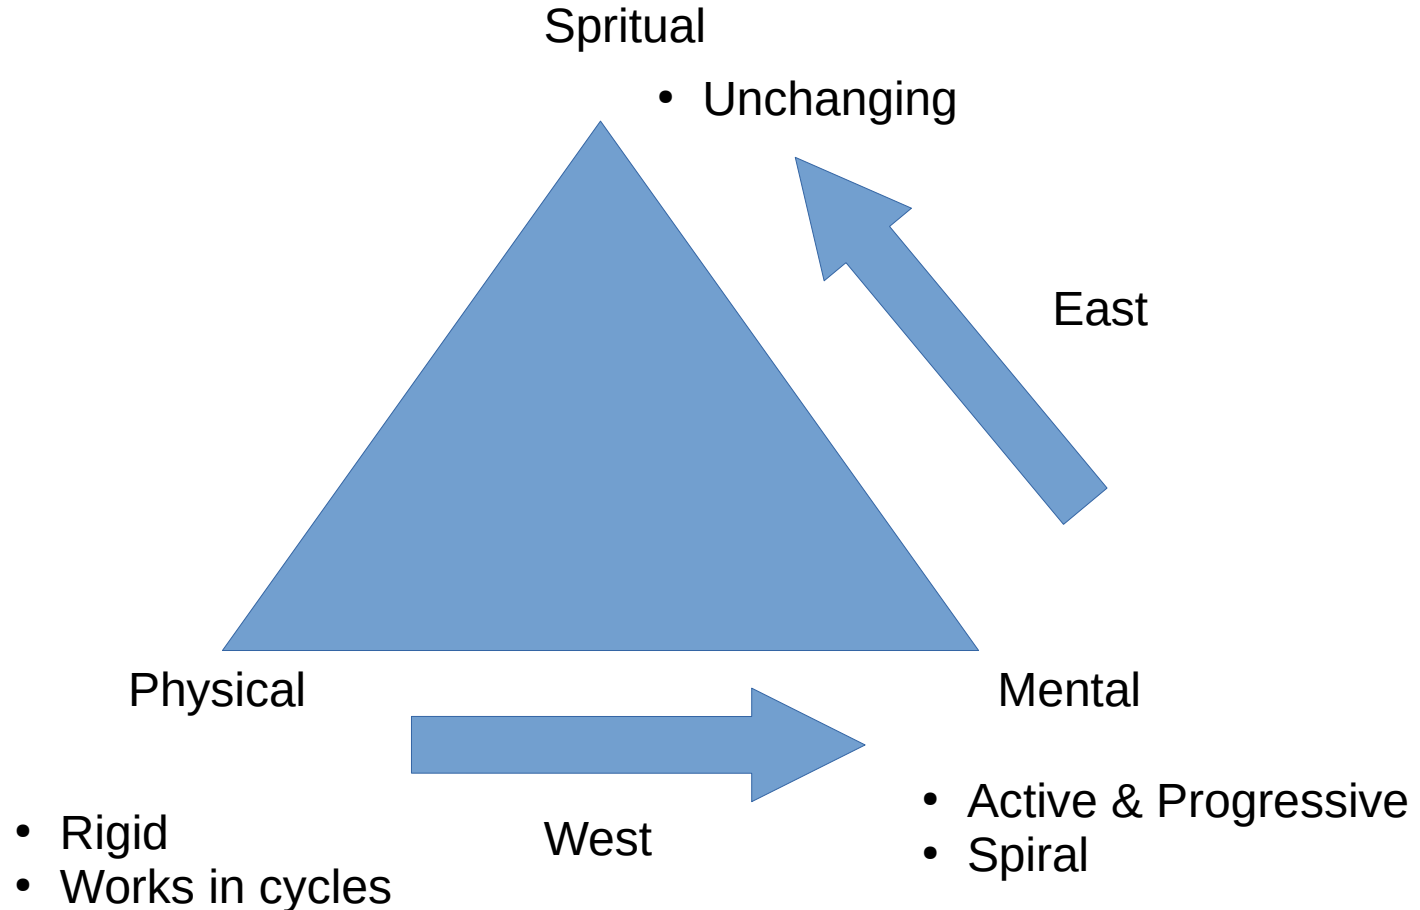 Spritual
• Unchanging
East
Physical
Mental
• Rigid
• Works in cycles
West
• Active & Progressive
• Spiral